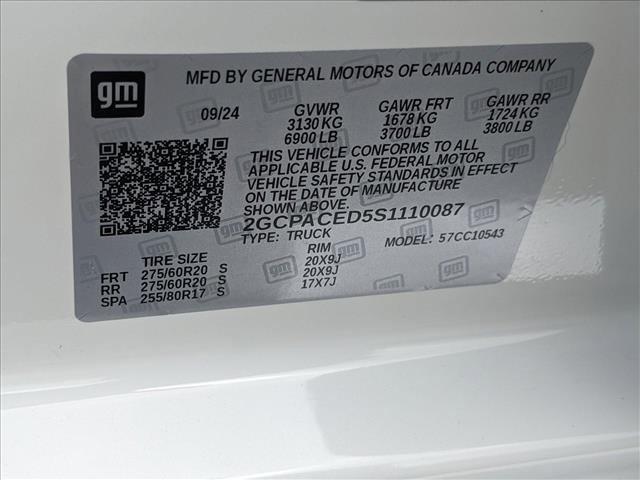 gm
MFD BY GENERAL MOTORS OF CANADA COMPANY
09/24 GVWR GAWR FRT GAWR RR
3130 KG 1678 KG 1724 KG
6900 LB 3700 LB 3800 LB
THIS VEHICLE CONFORMS TO ALL
APPLICABLE U.S. FEDERAL MOTOR
VEHICLE SAFETY STANDARDS IN EFFECT
ON THE DATE OF MANUFACTURE
SHOWN ABOVE.
2GCPACED5S1110087
TYPE: TRUCK MODEL: 57CC10543
TIRE SIZE RIM
FRT 275/60R20 S 20X9J
RR 275/60R20 S 20X9J
SPA 255/80R17 S 17X7J